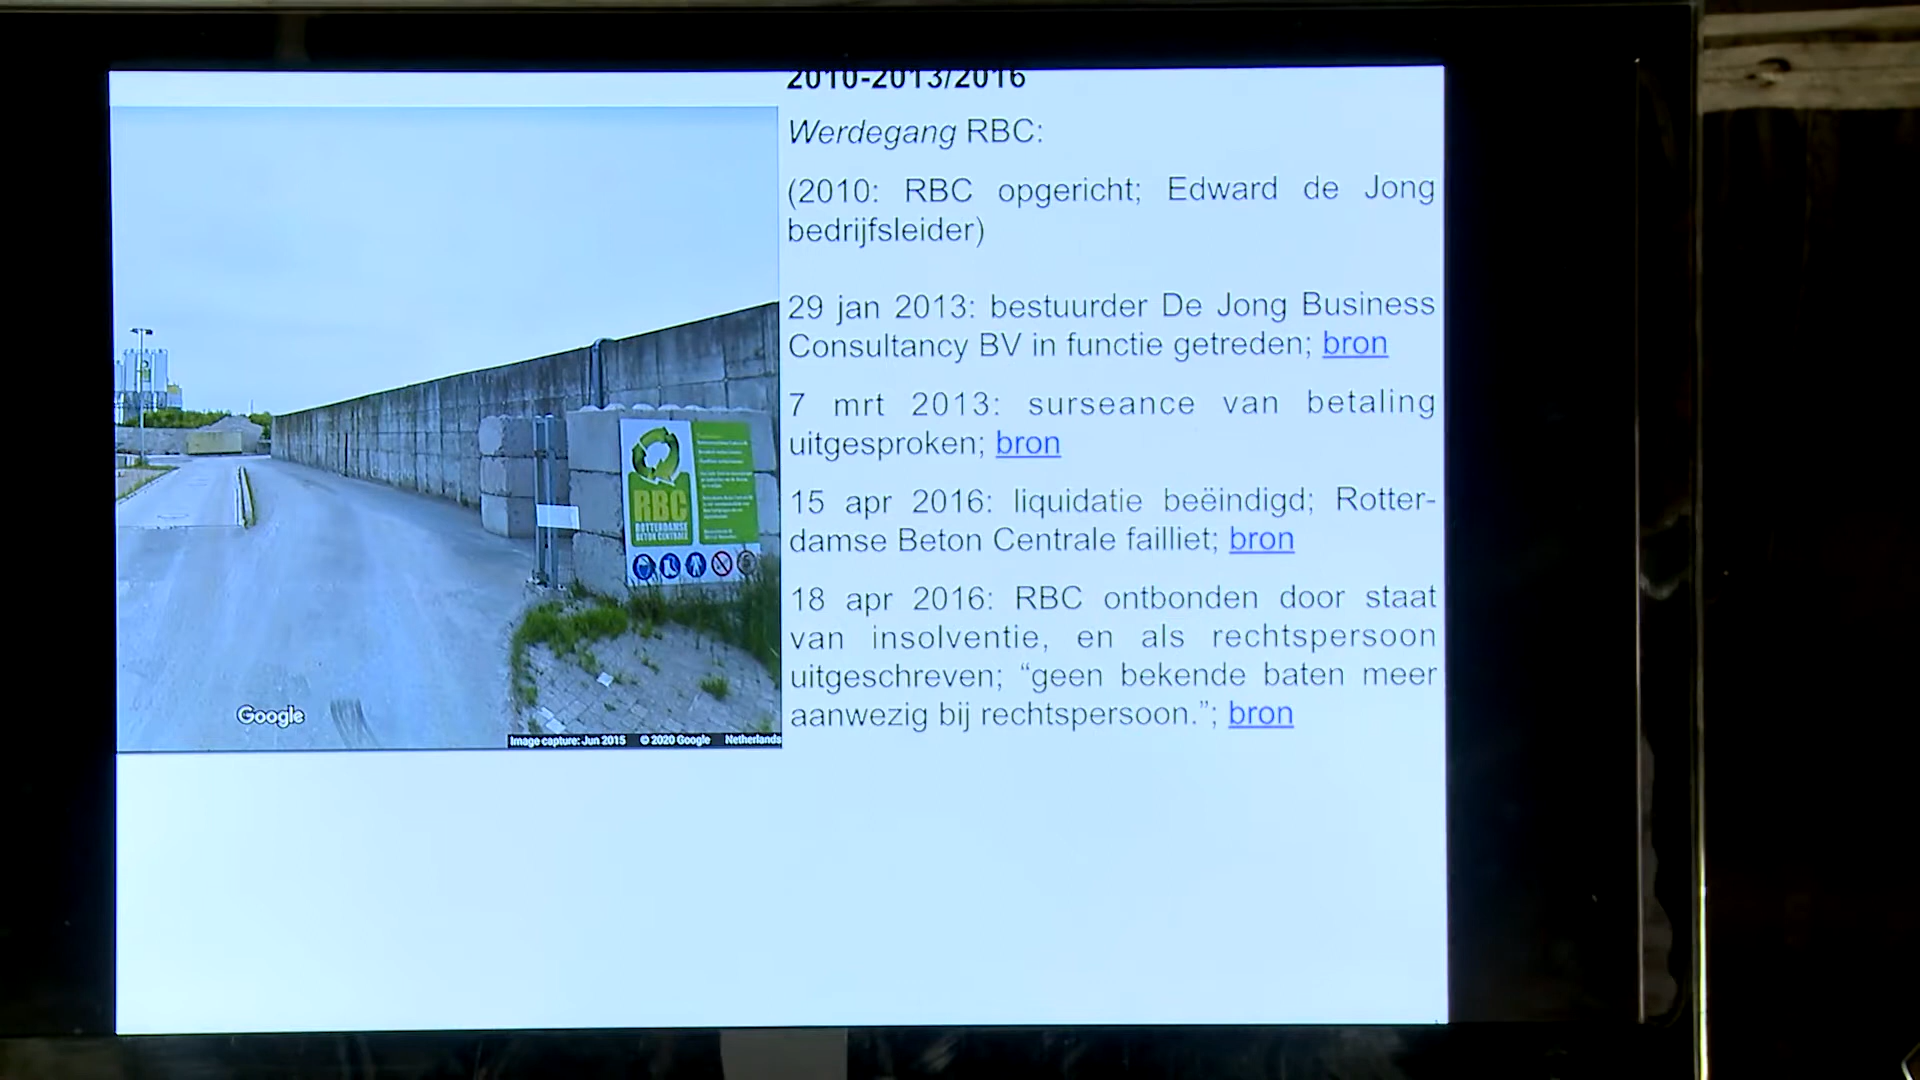 2010-2013/2016
Werdegang RBC:
(2010: RBC opgericht; Edward de Jong
bedrijfsleider)
29 jan 2013: bestuurder De Jong Business
Consultancy BV in functie getreden; bron
7 mrt 2013: surseance van betaling
uitgesproken; bron
15 apr 2016: liquidatie beëindigd; Rotter-
damse Beton Centrale failliet; bron
18 apr 2016: RBC ontbonden door staat
van insolventie, en als rechtspersoon
uitgeschreven; “geen bekende baten meer
aanwezig bij rechtspersoon.”; bron
RBC
ROTTERDAMSE
BETON CENTRALE
Google
Image capture: Jun 2015 © 2020 Google Netherlands